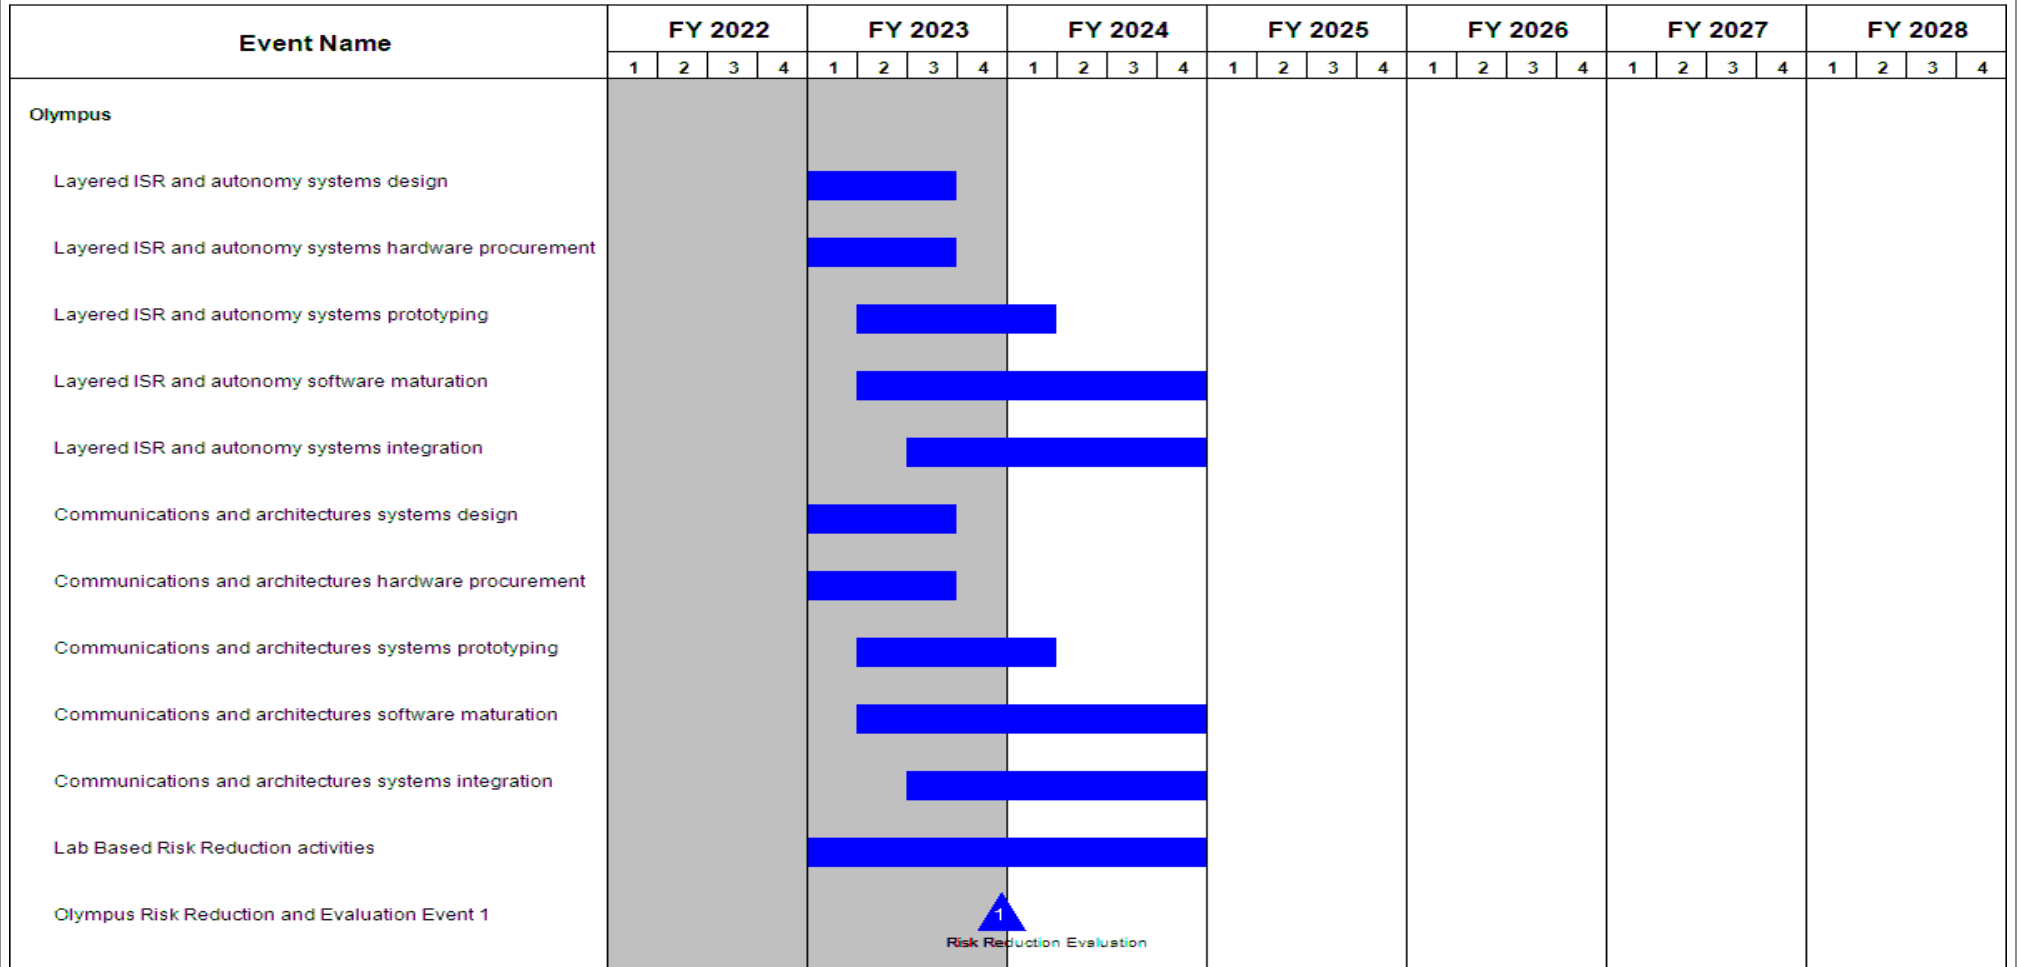 Event Name
FY 2022 FY 2023 FY 2024 FY 2025 FY 2026 FY 2027 FY 2028
1 2 3 4 1 2 3 4 1 2 3 4 1 2 3 4 1 2 3 4 1 2 3 4 1 2 3 4
Olympus
Layered ISR and autonomy systems design
Layered ISR and autonomy systems hardware procurement
Layered ISR and autonomy systems prototyping
Layered ISR and autonomy software maturation
Layered ISR and autonomy systems integration
Communications and architectures systems design
Communications and architectures hardware procurement
Communications and architectures systems prototyping
Communications and architectures software maturation
Communications and architectures systems integration
Lab Based Risk Reduction activities
Olympus Risk Reduction and Evaluation Event 1
1
Risk Reduction Evaluation